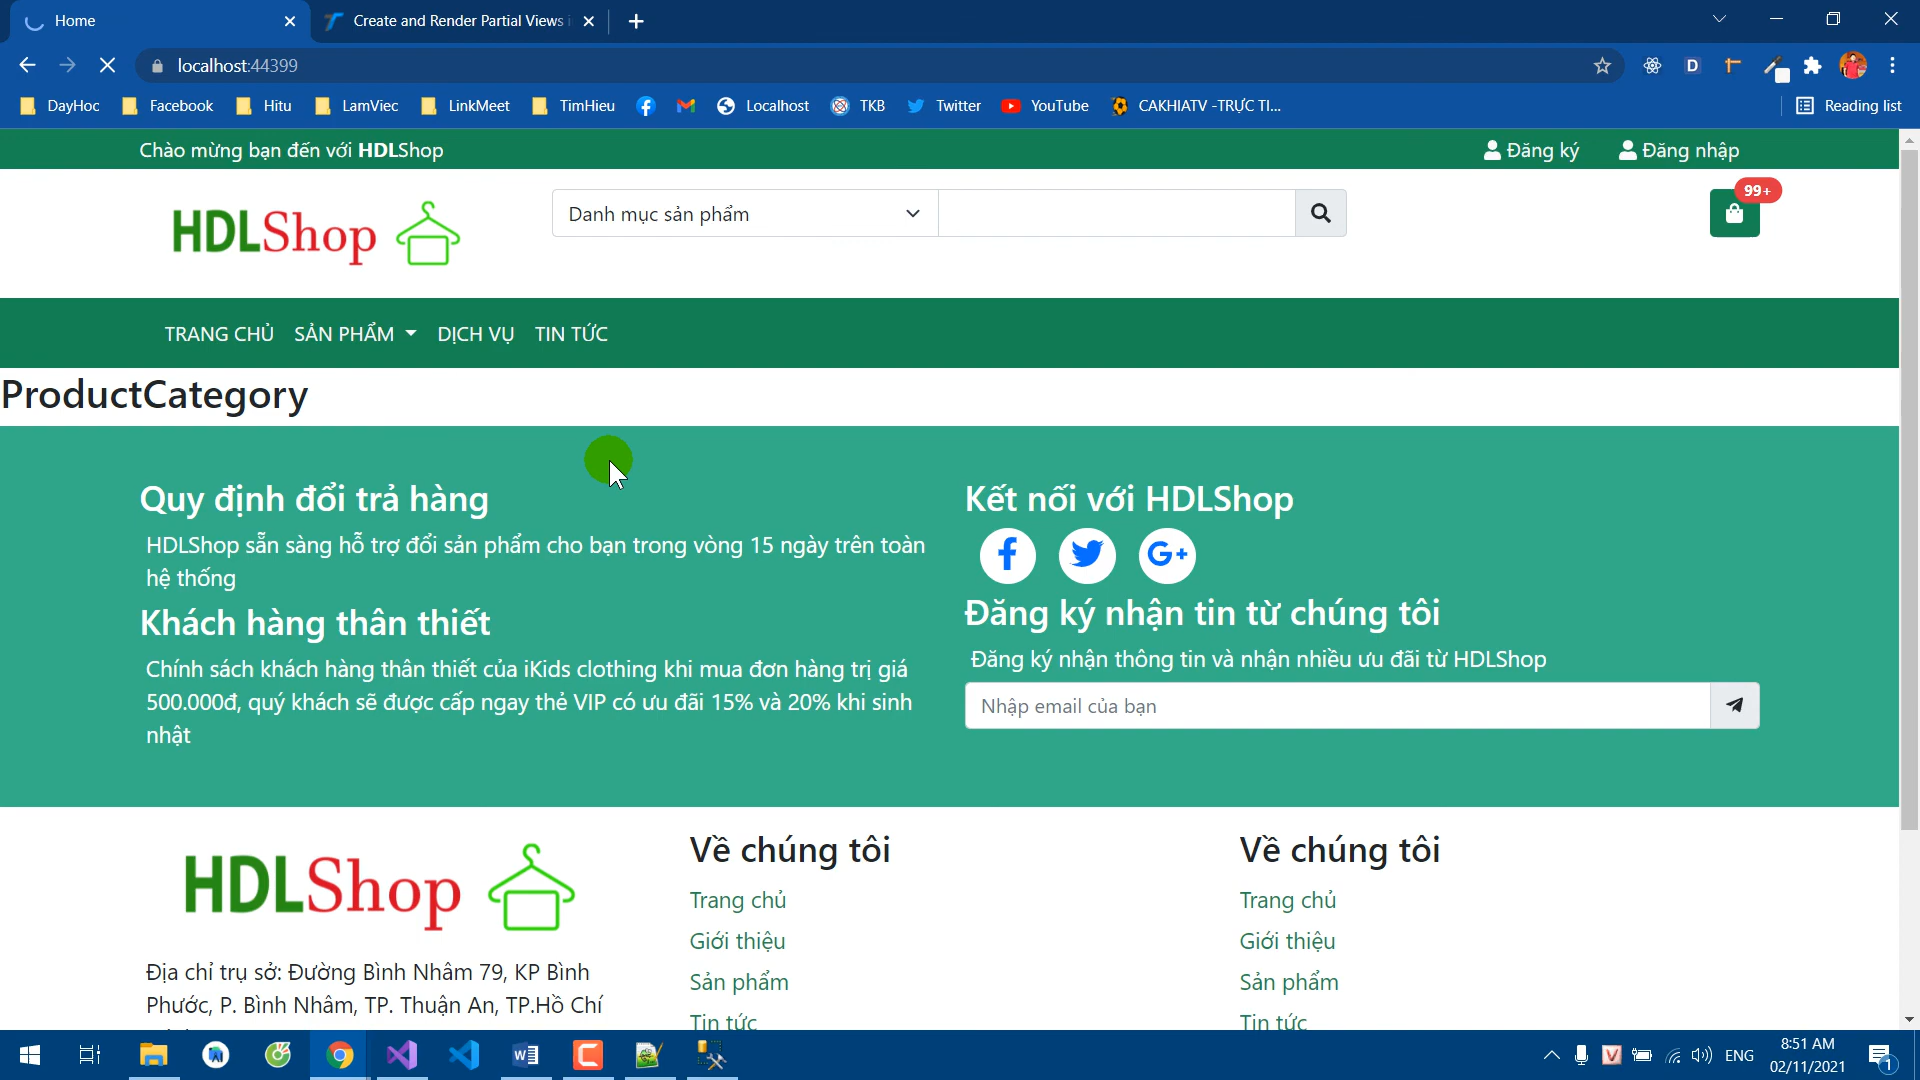 Home
Create and Render Partial Views i
localhost:44399
DayHoc
Facebook
Hitu
LamViec
LinkMeet
TimHieu
Localhost
TKB
Twitter
YouTube
CAKHIATV -TRỰC TI...
Reading list
Chào mừng bạn đến với HDLShop
Đăng ký
Đăng nhập
HDLShop
Danh mục sản phẩm
99+
TRANG CHỦ
SẢN PHẨM
DỊCH VỤ
TIN TỨC
ProductCategory
Quy định đổi trả hàng
HDLShop sẵn sàng hỗ trợ đổi sản phẩm cho bạn trong vòng 15 ngày trên toàn
hệ thống
Khách hàng thân thiết
Chính sách khách hàng thân thiết của iKids clothing khi mua đơn hàng trị giá
500.000đ, quý khách sẽ được cấp ngay thẻ VIP có ưu đãi 15% và 20% khi sinh
nhật
Kết nối với HDLShop
Đăng ký nhận tin từ chúng tôi
Đăng ký nhận thông tin và nhận nhiều ưu đãi từ HDLShop
Nhập email của bạn
HDLShop
Địa chỉ trụ sở: Đường Bình Nhâm 79, KP Bình
Phước, P. Bình Nhâm, TP. Thuận An, TP.Hồ Chí
Về chúng tôi
Trang chủ
Giới thiệu
Sản phẩm
Tin tức
Về chúng tôi
Trang chủ
Giới thiệu
Sản phẩm
Tin tức
ENG
8:51 AM
02/11/2021
1